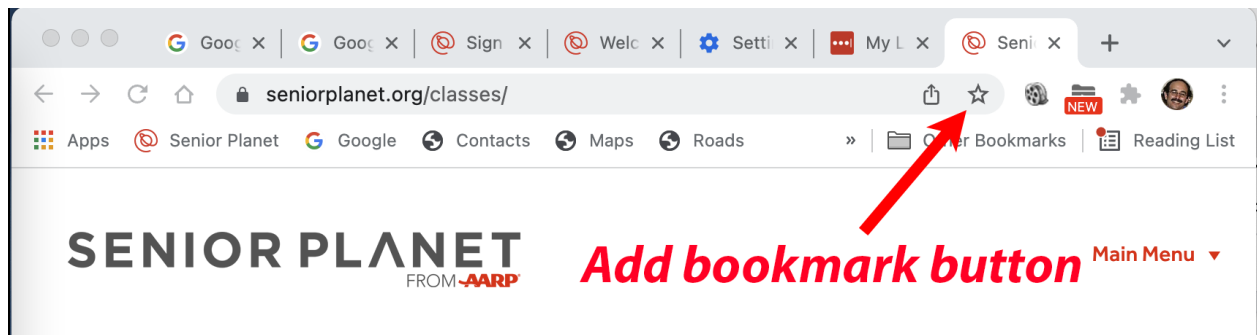 Goog Goog Sign Welc Setti My L Seni
seniorplanet.org/classes/ NEW
Apps Senior Planet Google Contacts Maps Roads » Other Bookmarks Reading List
SENIOR PLANET
FROM AARP
Add bookmark button
Main Menu